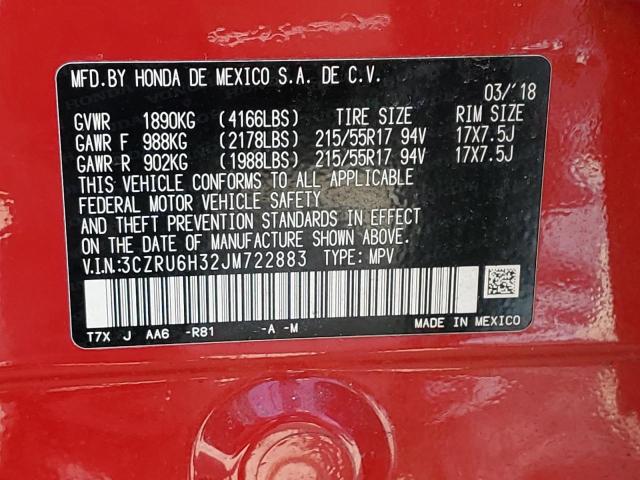 MFD.BY HONDA DE MEXICO S.A. DE C.V.
03/'18
GVWR 1890KG (4166LBS) TIRE SIZE RIM SIZE
GAWR F 988KG (2178LBS) 215/55R17 94V 17X7.5J
GAWR R 902KG (1988LBS) 215/55R17 94V 17X7.5J
THIS VEHICLE CONFORMS TO ALL APPLICABLE
FEDERAL MOTOR VEHICLE SAFETY
AND THEFT PREVENTION STANDARDS IN EFFECT
ON DATE OF MANUFACTURE SHOWN ABOVE.
V.I.N:3CZRU6H32JM722883 TYPE: MPV
T7X J AA6 -R81 -A -M MADE IN MEXICO